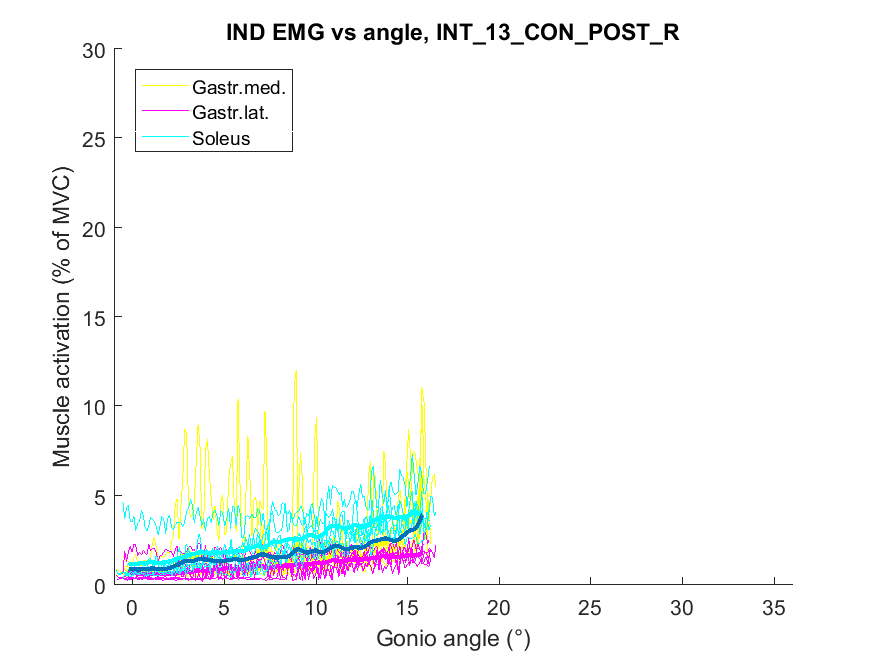 IND EMG vs angle, INT_13_CON_POST_R
30
25
20
15
10
5
0
Muscle activation (% of MVC)
Gastr.med.
Gastr.lat.
Soleus
0 5 10 15 20 25 30 35
Gonio angle (°)